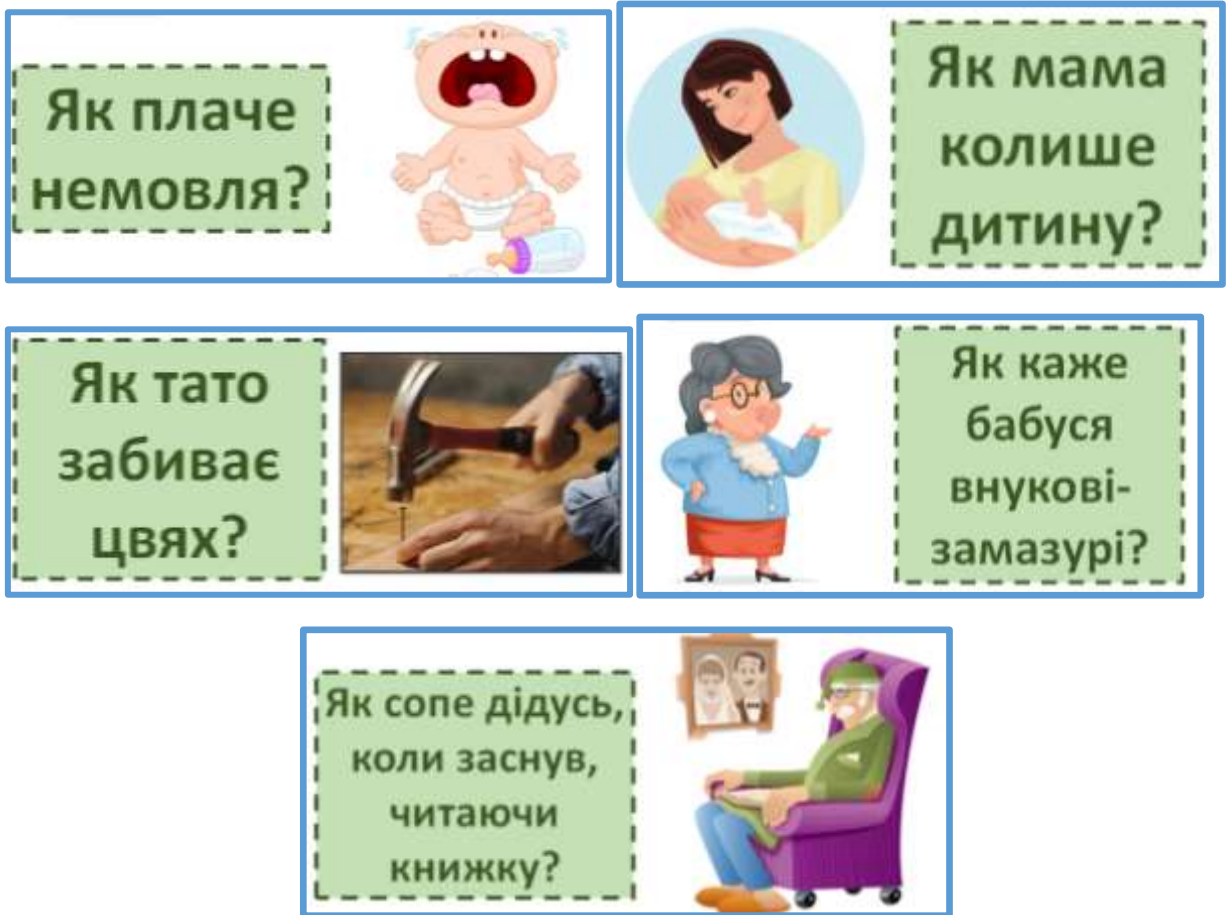 Як плаче
немовля?
Як мама
колише
дитину?
Як тато
забиває
цвях?
Як каже
бабуся
внукові-
замазурі?
Як сопе дідусь,
коли заснув,
читаючи
книжку?